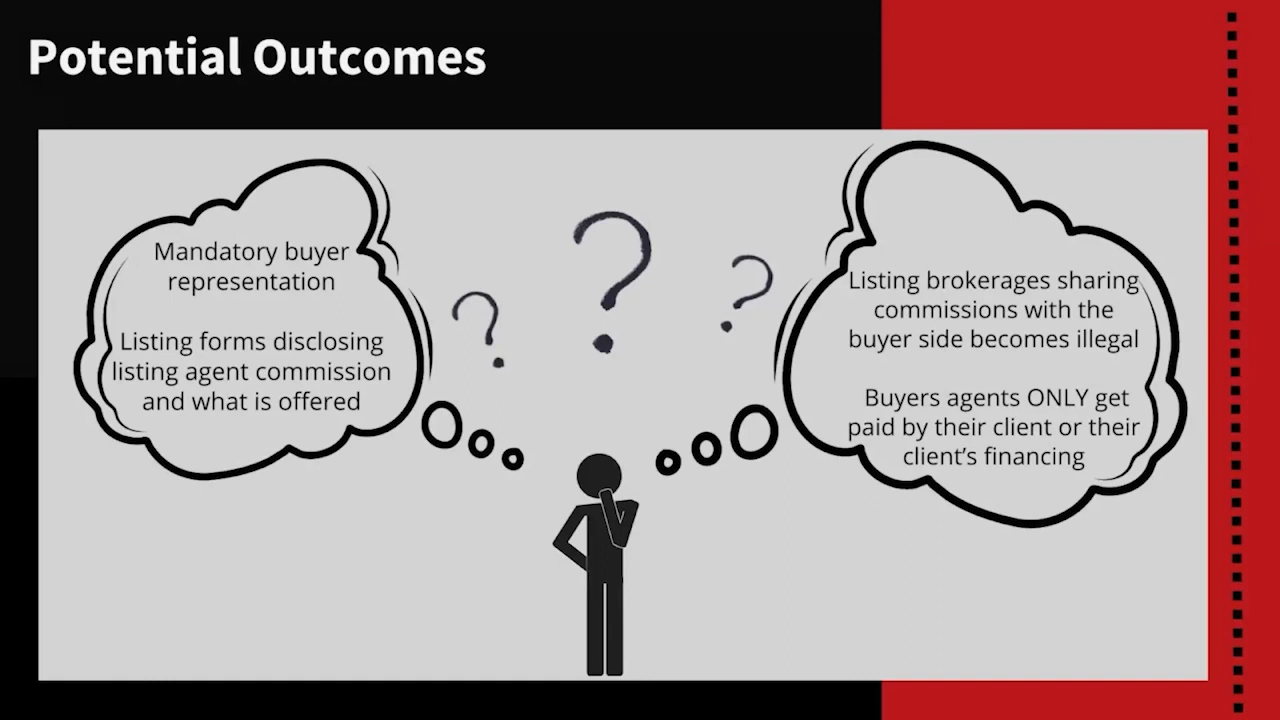 Potential Outcomes
Mandatory buyer
representation
Listing forms disclosing
listing agent commission
and what is offered
? ? ?
Listing brokerages sharing
commissions with the
buyer side becomes illegal
Buyers agents ONLY get
paid by their client or their
client's financing